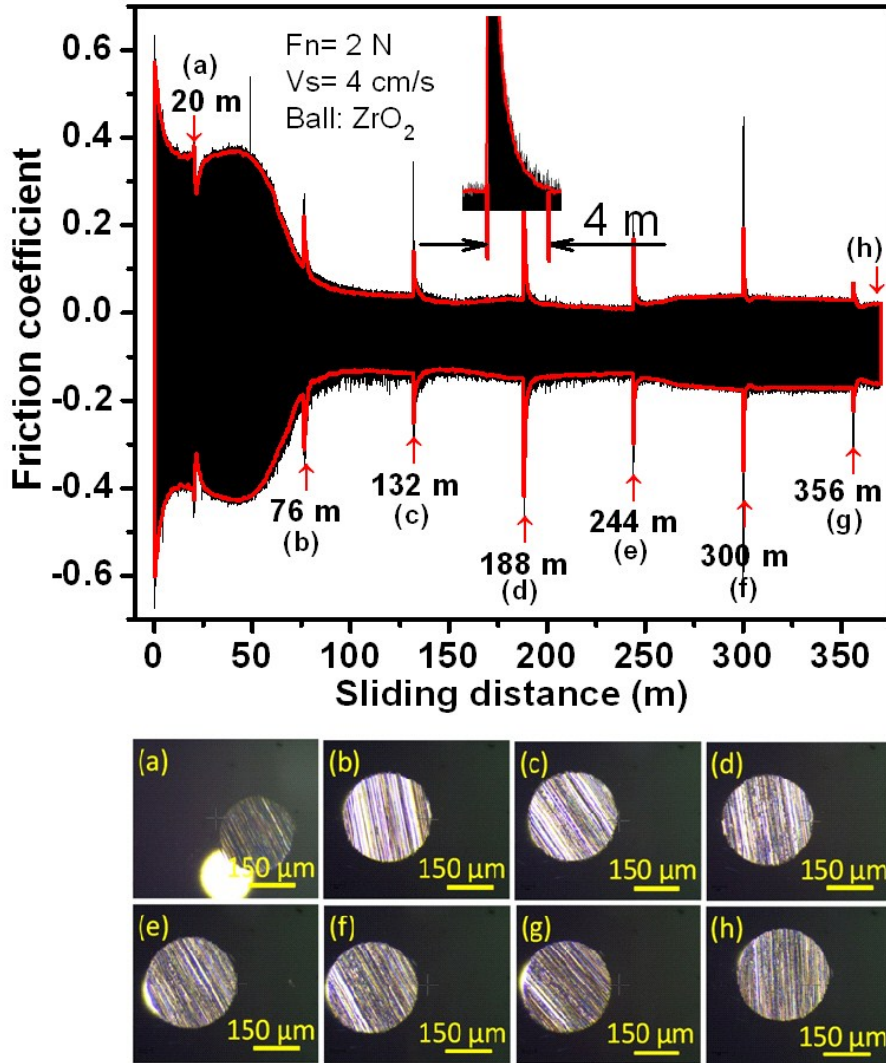 Friction coefficient
0.6
0.4
0.2
0.0
-0.2
-0.4
-0.6
Fn= 2 N
Vs= 4 cm/s
Ball: ZrO₂
(a)
20 m
4 m
(h)
76 m
(b)
132 m
(c)
188 m
(d)
244 m
(e)
300 m
(f)
356 m
(g)
0 50 100 150 200 250 300 350
Sliding distance (m)
(a)
150 µm
(b)
150 µm
(c)
150 µm
(d)
150 µm
(e)
150 µm
(f)
150 µm
(g)
150 µm
(h)
150 µm